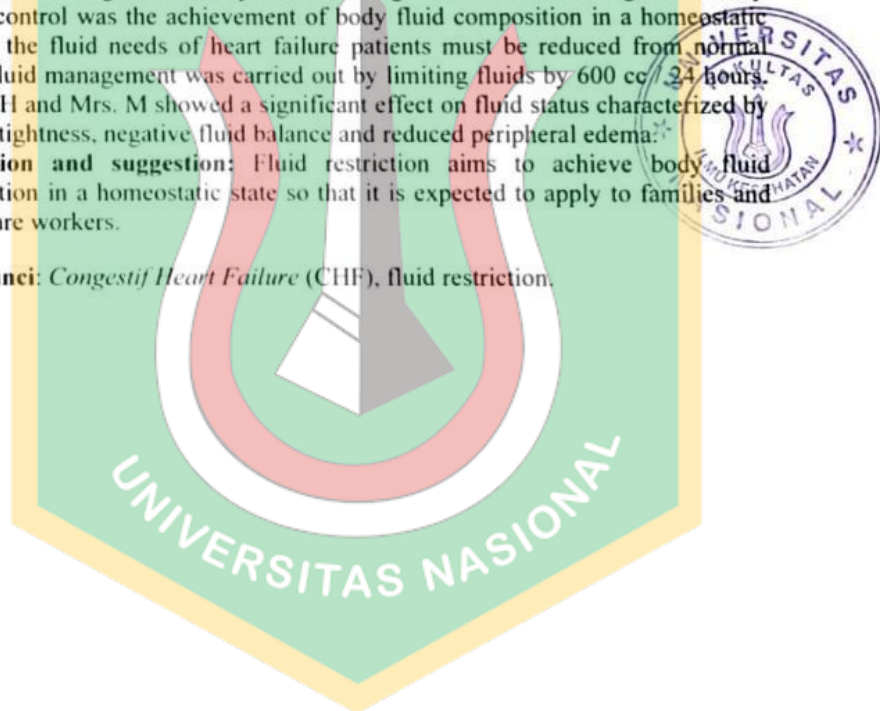 control was the achievement of body fluid composition in a homeostatic
the fluid needs of heart failure patients must be reduced from normal
luid management was carried out by limiting fluids by 600 cc / 24 hours.
H and Mrs. M showed a significant effect on fluid status characterized by
tightness, negative fluid balance and reduced peripheral edema.
ion and suggestion: Fluid restriction aims to achieve body fluid
tion in a homeostatic state so that it is expected to apply to families and
are workers.
nci: Congestif Heart Failure (CHF), fluid restriction.
UNIVERSITAS NASIONAL
UNIVERSITAS
FAKULTAS
ILMU KESEHATAN
NASIONAL